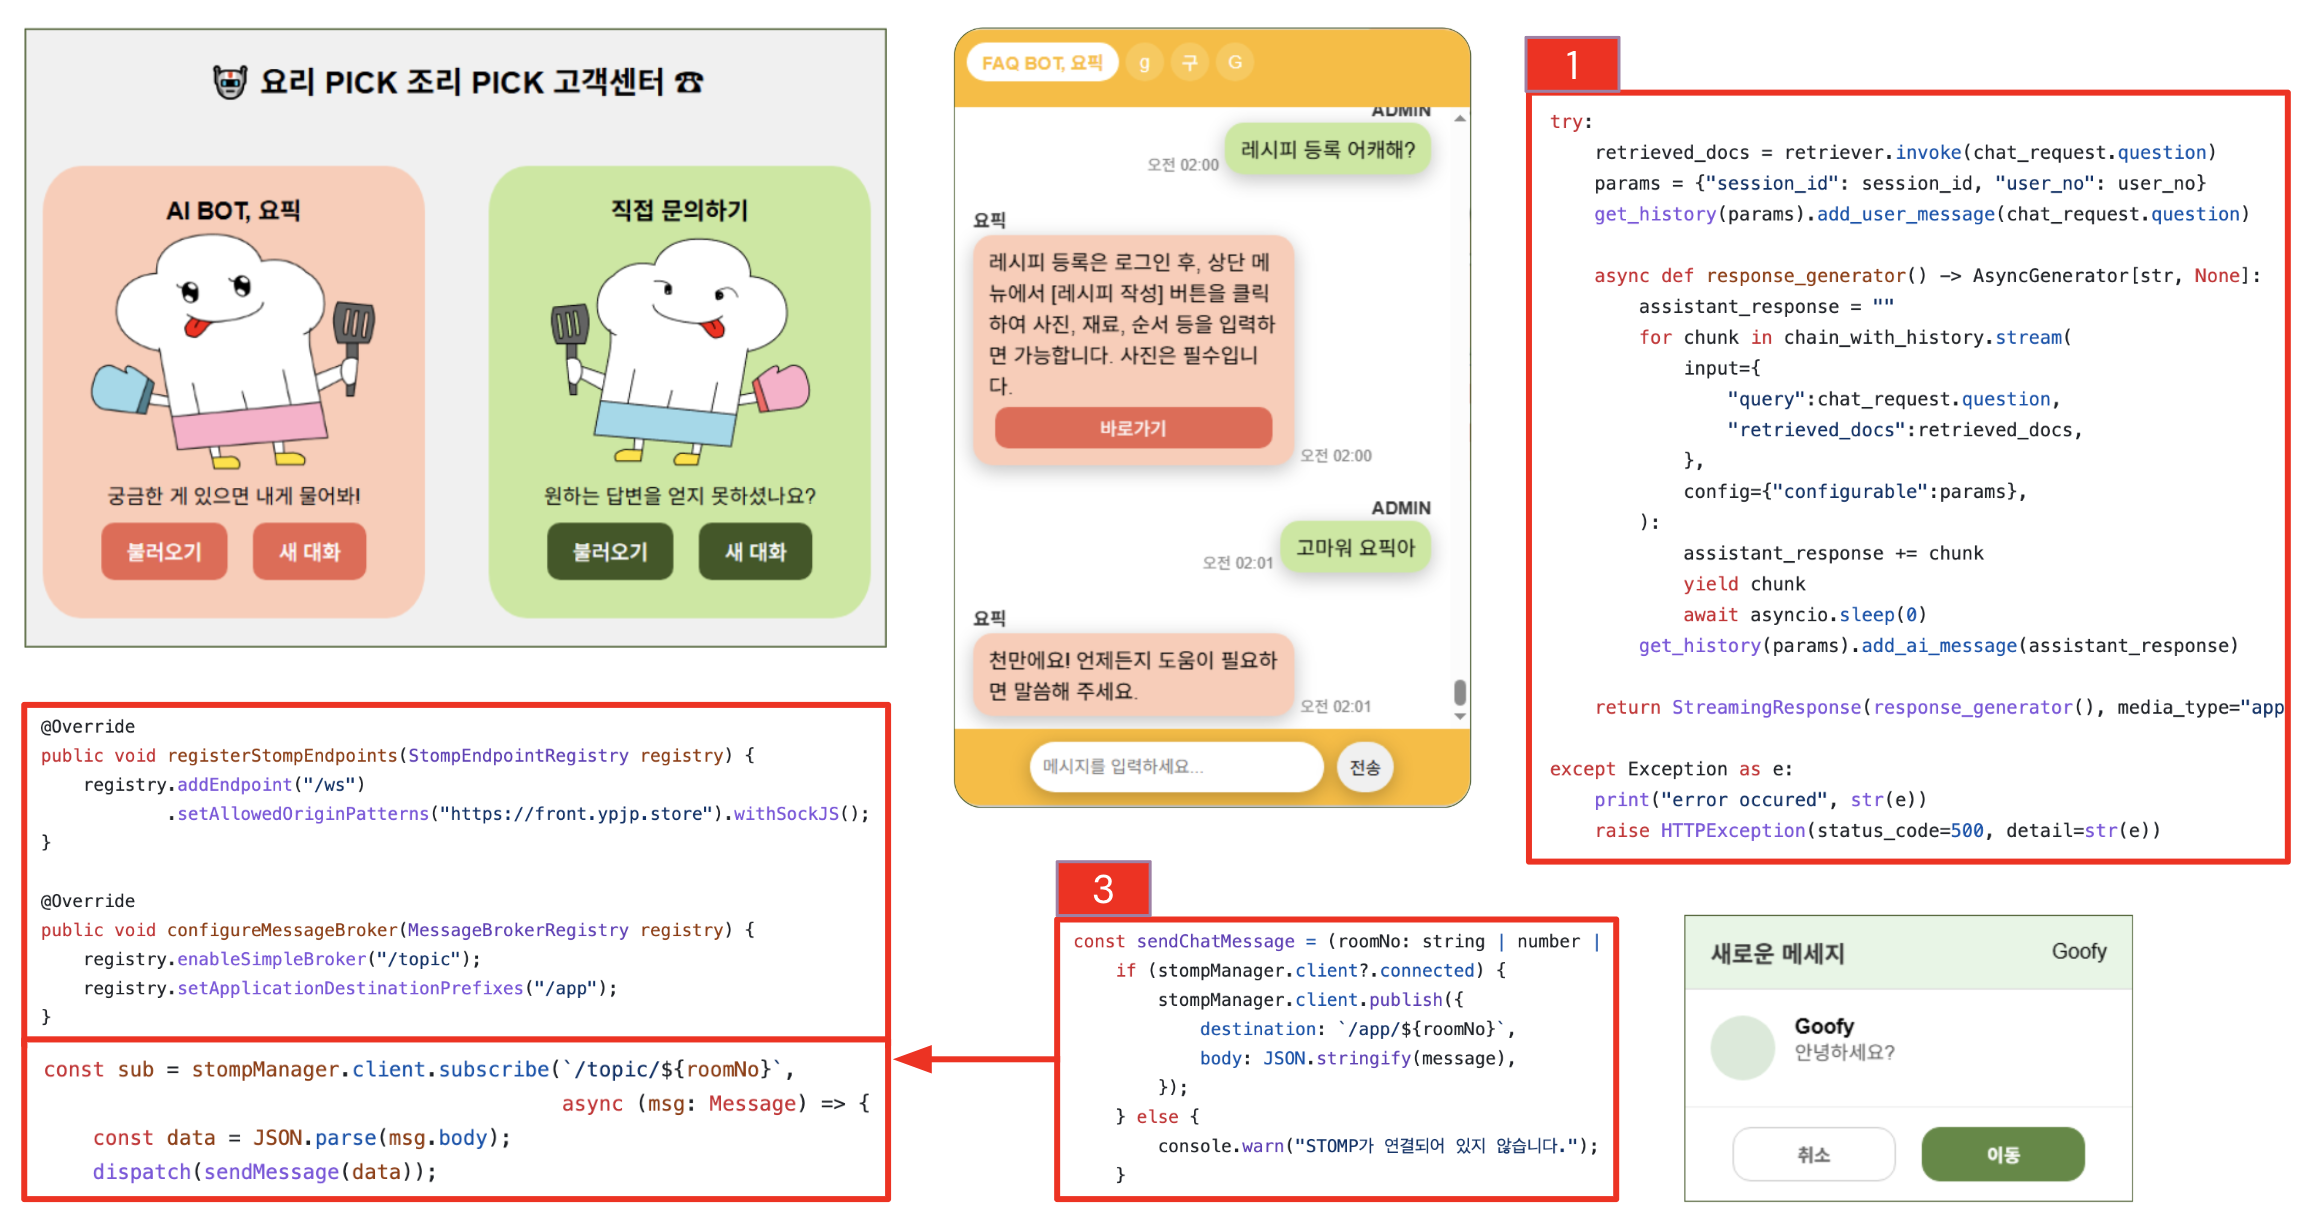 요리 PICK 조리 PICK 고객센터
AI BOT, 요픽
궁금한 게 있으면 내게 물어봐!
불러오기
새 대화
직접 문의하기
원하는 답변을 얻지 못하셨나요?
불러오기
새 대화
FAQ BOT, 요픽
g
구
G
ADMIN
레시피 등록 어캐해?
오전 02:00
요픽
레시피 등록은 로그인 후, 상단 메
뉴에서 [레시피 작성] 버튼을 클릭
하여 사진, 재료, 순서 등을 입력하
면 가능합니다. 사진은 필수입니
다.
바로가기
오전 02:00
ADMIN
고마워 요픽아
오전 02:01
요픽
천만에요! 언제든지 도움이 필요하
면 말씀해 주세요.
오전 02:01
메시지를 입력하세요...
전송
1
try:
retrieved_docs = retriever.invoke(chat_request.question)
params = {"session_id": session_id, "user_no": user_no}
get_history(params).add_user_message(chat_request.question)
async def response_generator() -> AsyncGenerator[str, None]:
assistant_response = ""
for chunk in chain_with_history.stream(
input={
"query":chat_request.question,
"retrieved_docs":retrieved_docs,
},
config={"configurable":params},
):
assistant_response += chunk
yield chunk
await asyncio.sleep(0)
get_history(params).add_ai_message(assistant_response)
return StreamingResponse(response_generator(), media_type="app
except Exception as e:
print("error occured", str(e))
raise HTTPException(status_code=500, detail=str(e))
@Override
public void registerStompEndpoints(StompEndpointRegistry registry) {
registry.addEndpoint("/ws")
.setAllowedOriginPatterns("https://front.ypjp.store").withSockJS();
}
@Override
public void configureMessageBroker(MessageBrokerRegistry registry) {
registry.enableSimpleBroker("/topic");
registry.setApplicationDestinationPrefixes("/app");
}
const sub = stompManager.client.subscribe(`/topic/${roomNo}`,
async (msg: Message) => {
const data = JSON.parse(msg.body);
dispatch(sendMessage(data));
3
const sendChatMessage = (roomNo: string | number |
if (stompManager.client?.connected) {
stompManager.client.publish({
destination: `/app/${roomNo}`,
body: JSON.stringify(message),
});
} else {
console.warn("STOMP가 연결되어 있지 않습니다.");
}
새로운 메세지
Goofy
Goofy
안녕하세요?
취소
이동